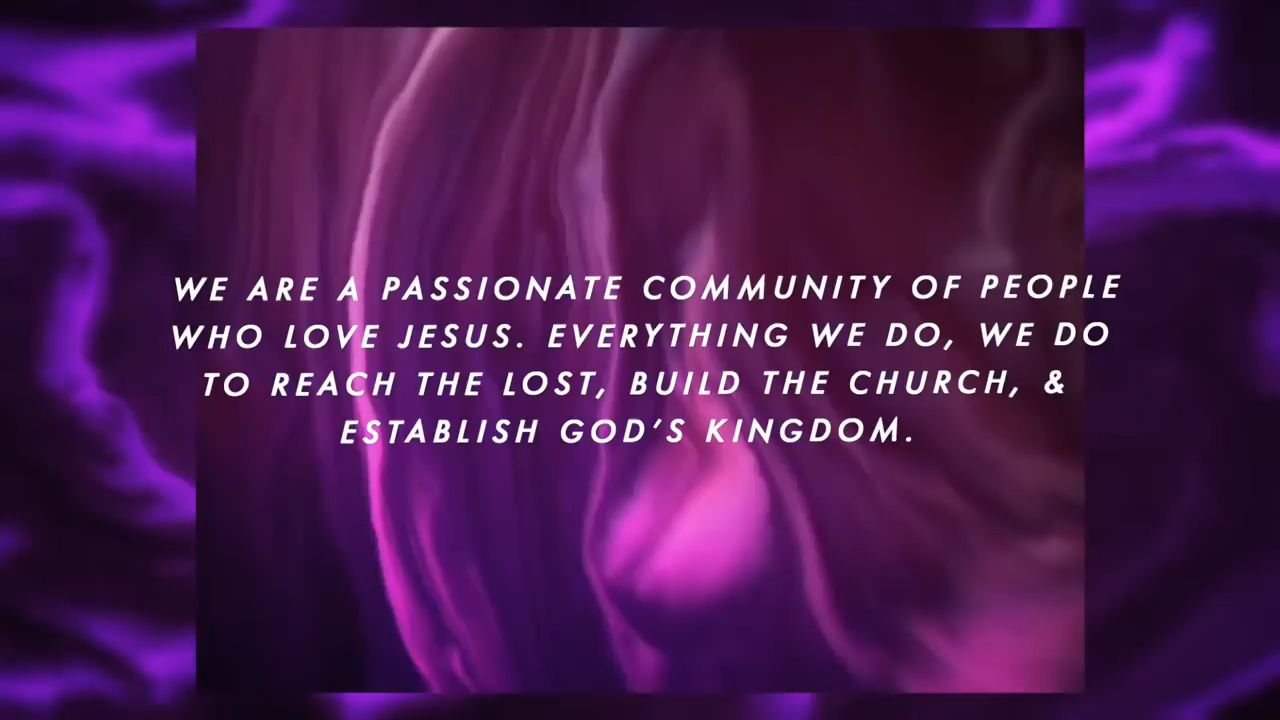 WE ARE A PASSIONATE COMMUNITY OF PEOPLE
WHO LOVE JESUS. EVERYTHING WE DO, WE DO
TO REACH THE LOST, BUILD THE CHURCH, &
ESTABLISH GOD’S KINGDOM.